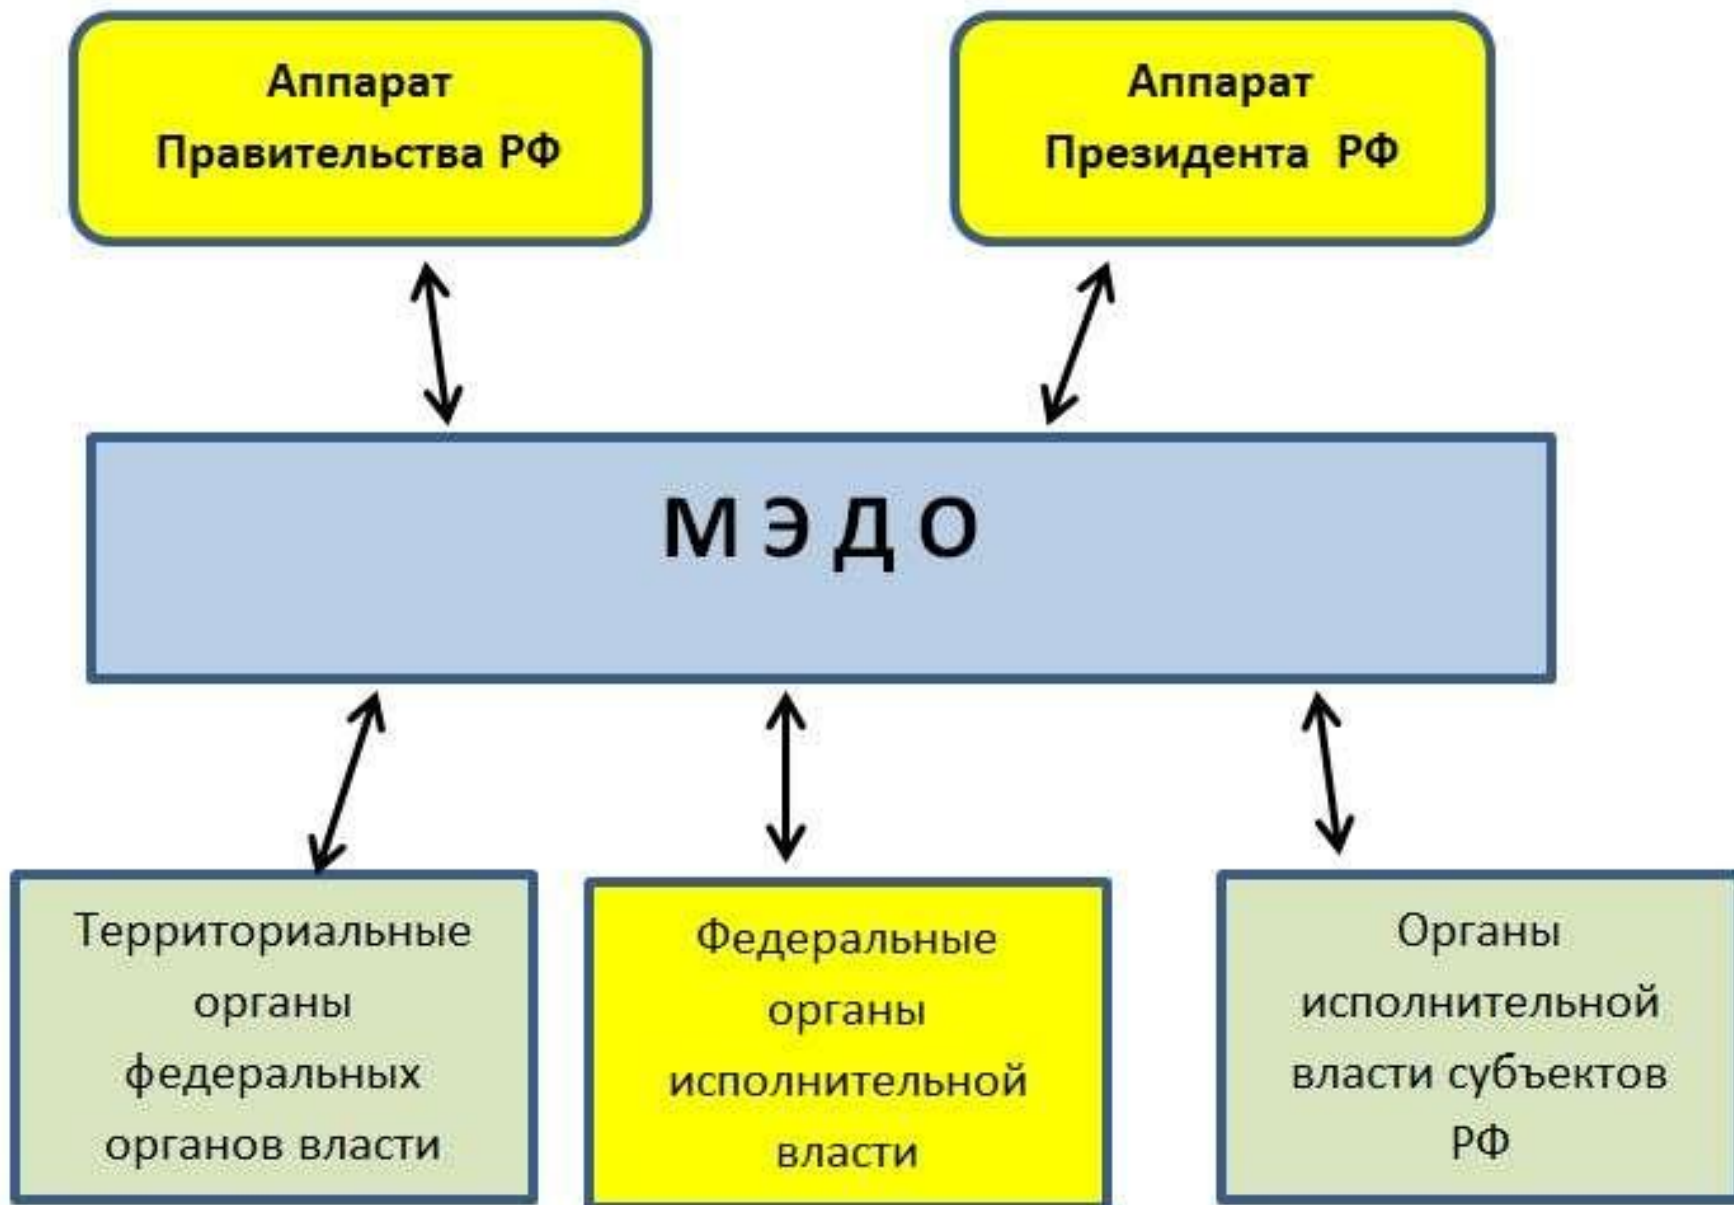 Аппарат
Правительства РФ
Аппарат
Президента РФ
МЭДО
Территориальные
органы
федеральных
органов власти
Федеральные
органы
исполнительной
власти
Органы
исполнительной
власти субъектов
РФ